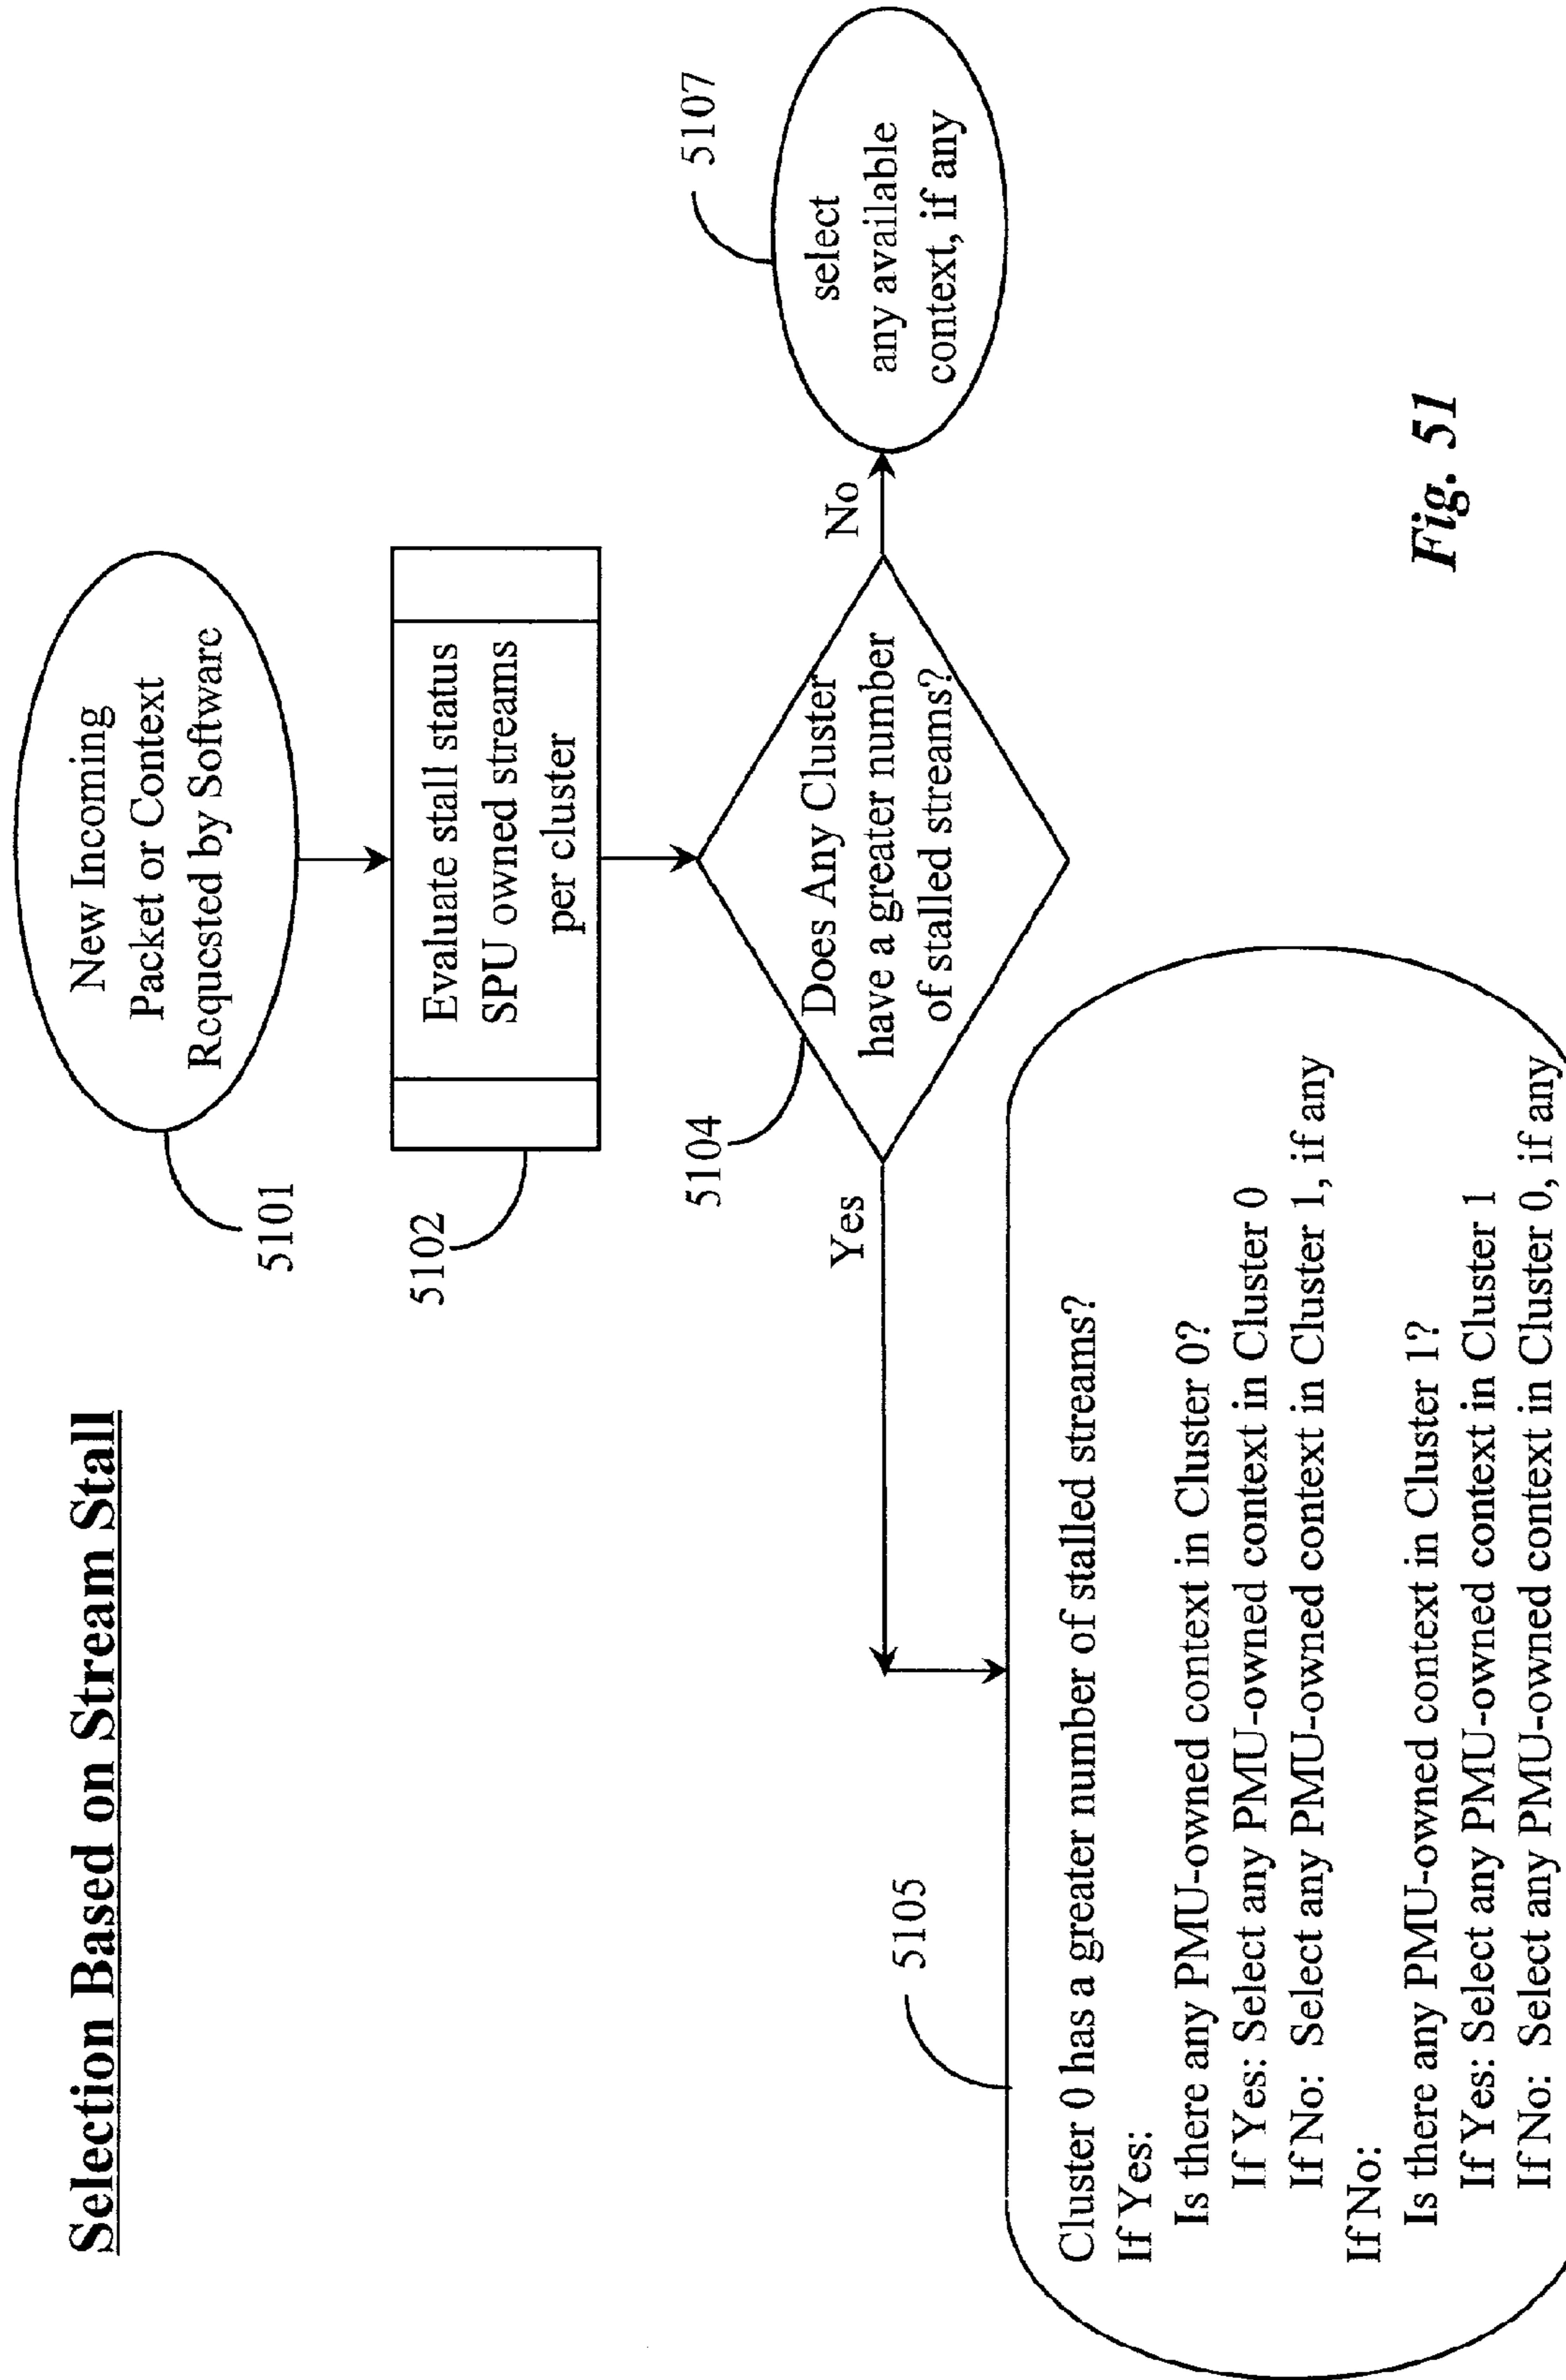 Selection Based on Stream Stall
New Incoming
Packet or Context
Requested by Software
5101
Evaluate stall status
SPU owned streams
per cluster
5102
Does Any Cluster
have a greater number
of stalled streams?
5104
Yes
No
select
any available
context, if any
5107
5105
Cluster 0 has a greater number of stalled streams?
If Yes:
Is there any PMU-owned context in Cluster 0?
If Yes: Select any PMU-owned context in Cluster 0
If No: Select any PMU-owned context in Cluster 1, if any
If No:
Is there any PMU-owned context in Cluster 1?
If Yes: Select any PMU-owned context in Cluster 1
If No: Select any PMU-owned context in Cluster 0, if any
Fig. 51